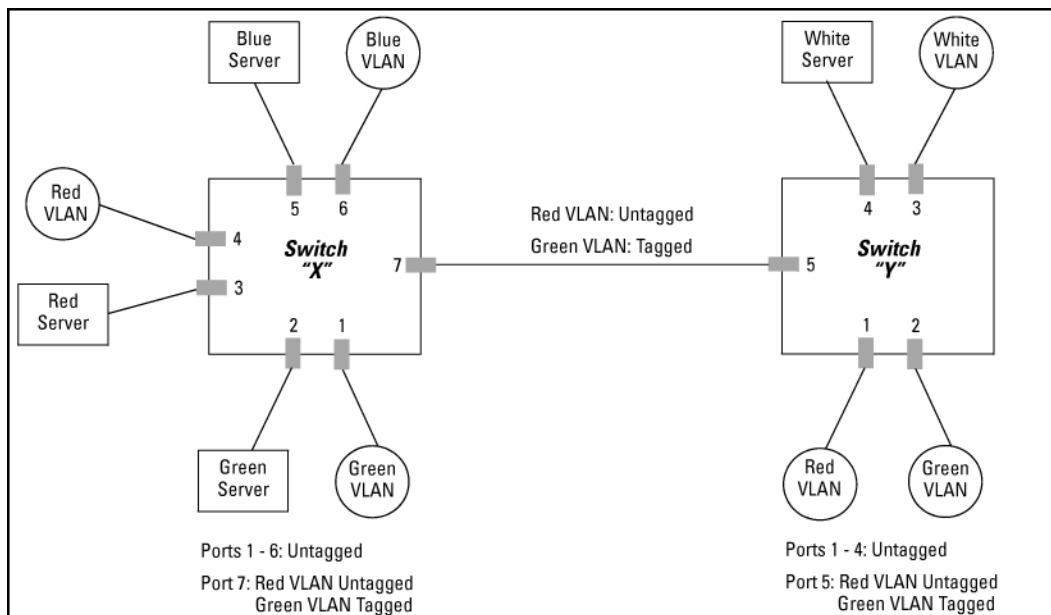 Blue
Server
Blue
VLAN
White
Server
White
VLAN
Red
VLAN
Red
Server
5
6
4
3
7
2
1
Switch
"X"
Red VLAN: Untagged
Green VLAN: Tagged
4
3
5
1
2
Switch
"Y"
Green
Server
Green
VLAN
Red
VLAN
Green
VLAN
Ports 1 - 6: Untagged
Port 7: Red VLAN Untagged
Green VLAN Tagged
Ports 1 - 4: Untagged
Port 5: Red VLAN Untagged
Green VLAN Tagged